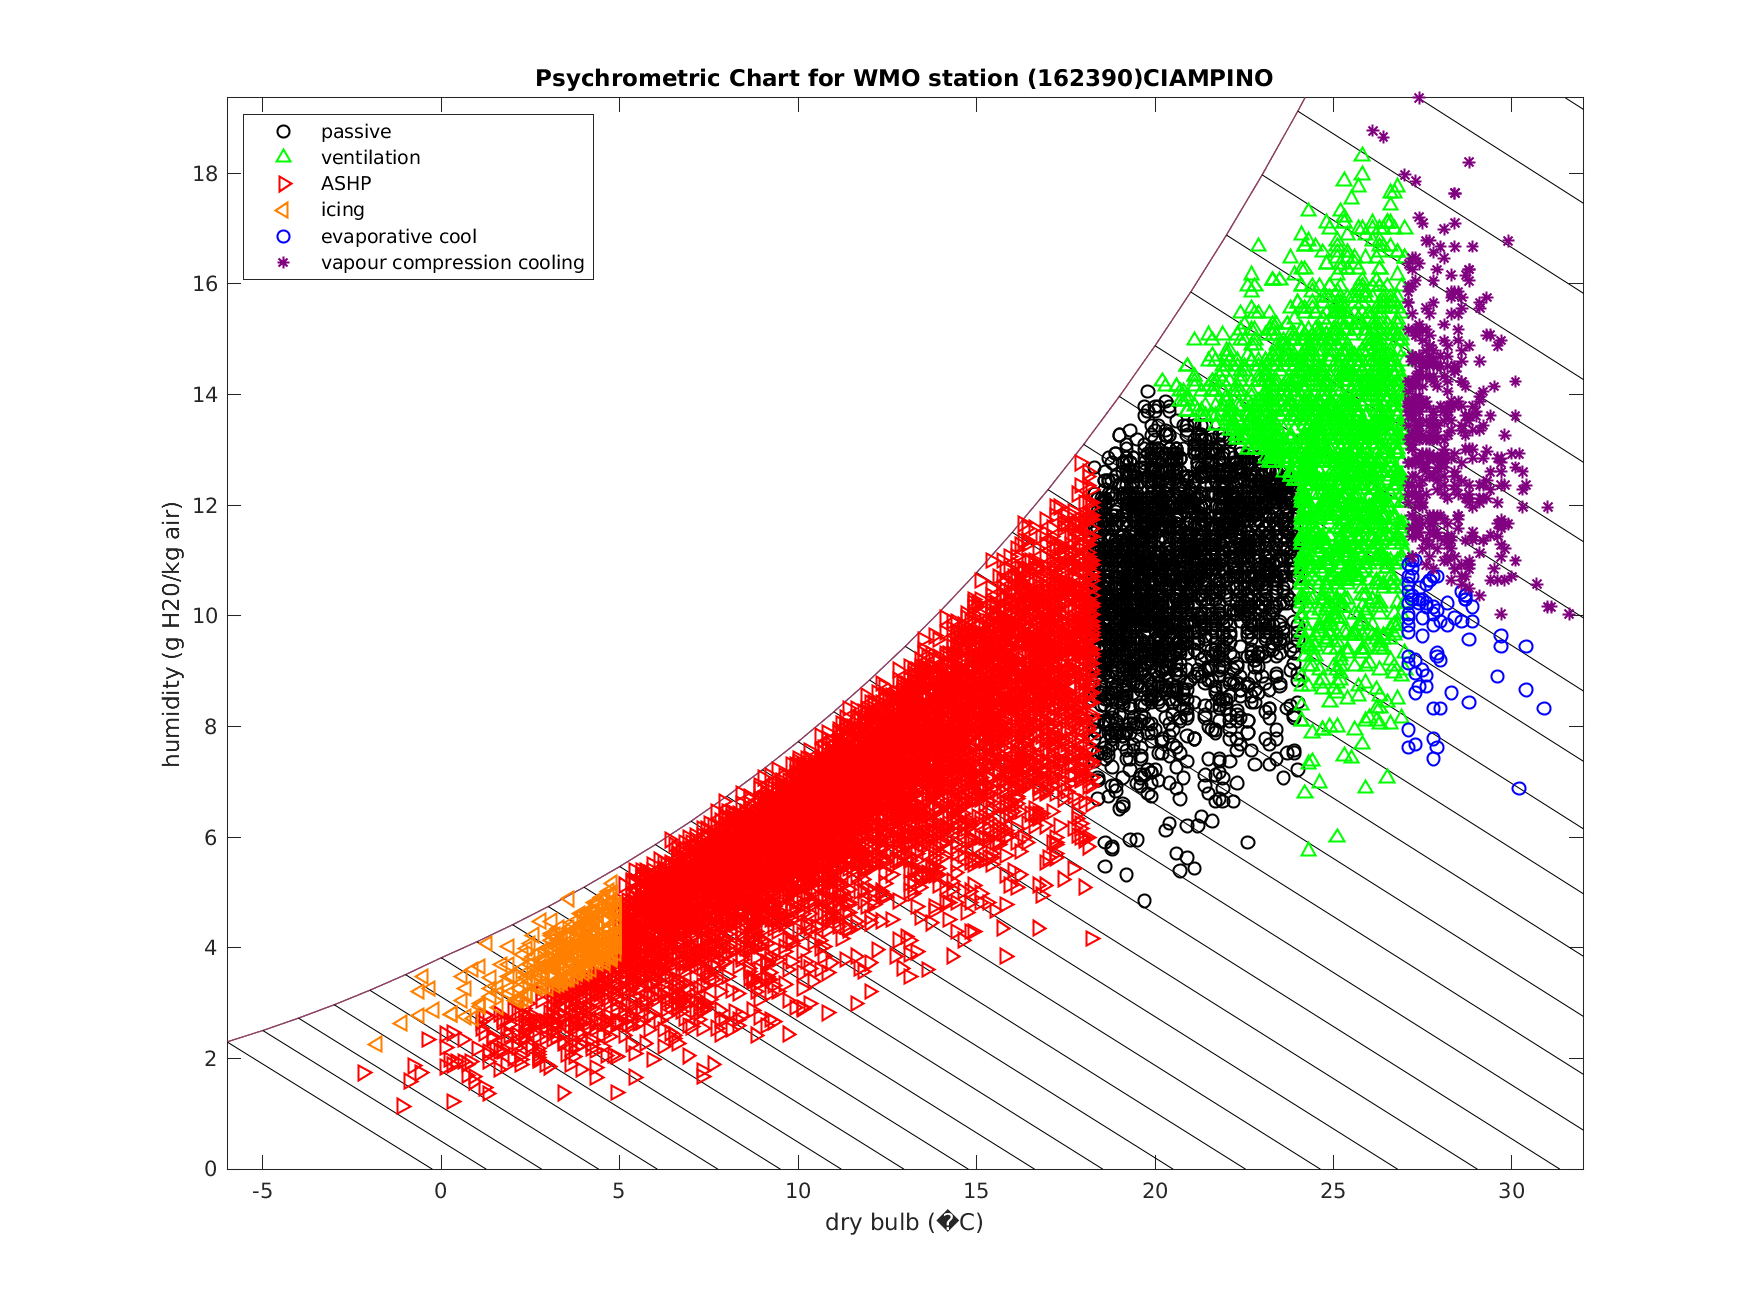 Psychrometric Chart for WMO station (162390)CIAMPINO
passive
ventilation
ASHP
icing
evaporative cool
vapour compression cooling
humidity (g H20/kg air)
18
16
14
12
10
8
6
4
2
0
-5 0 5 10 15 20 25 30
dry bulb (�C)